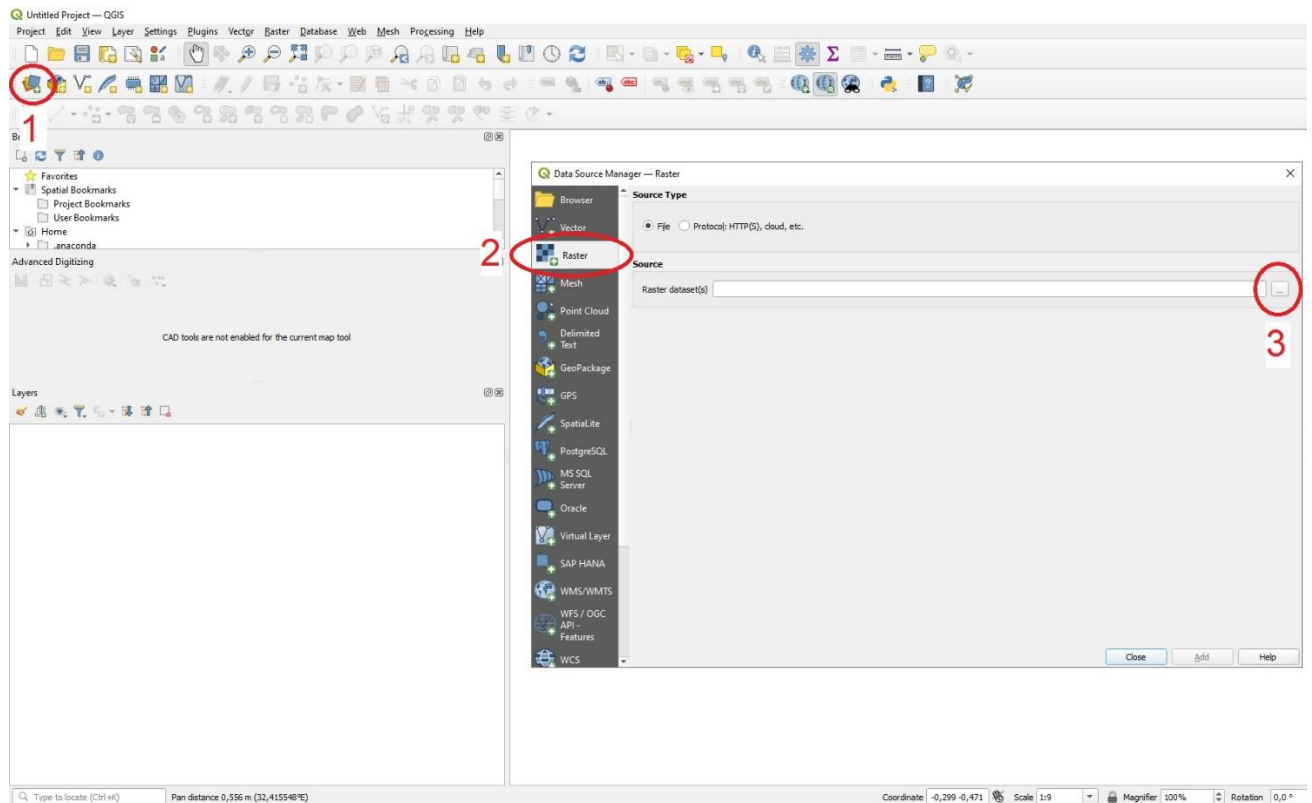 Untitled Project — QGIS
Project Edit View Layer Settings Plugins Vector Raster Database Web Mesh Processing Help
1
Favorites
Spatial Bookmarks
Project Bookmarks
User Bookmarks
Home
.anaconda
Advanced Digitizing
CAD tools are not enabled for the current map tool
Layers
Data Source Manager — Raster
Browser
Vector
2
Raster
Mesh
Point Cloud
Delimited
Text
GeoPackage
GPS
SpatiaLite
PostgreSQL
MS SQL
Server
Oracle
Virtual Layer
SAP HANA
WMS/WMTS
WFS / OGC
API -
Features
WCS
Source Type
File Protocol: HTTP(S), cloud, etc.
Source
Raster dataset(s) ...
3
Close Add Help
Type to locate (Ctrl+K) Pan distance 0,556 m (32,415548°E) Coordinate -0,299 -0,471 Scale 1:9 Magnifier 100% Rotation 0,0 °